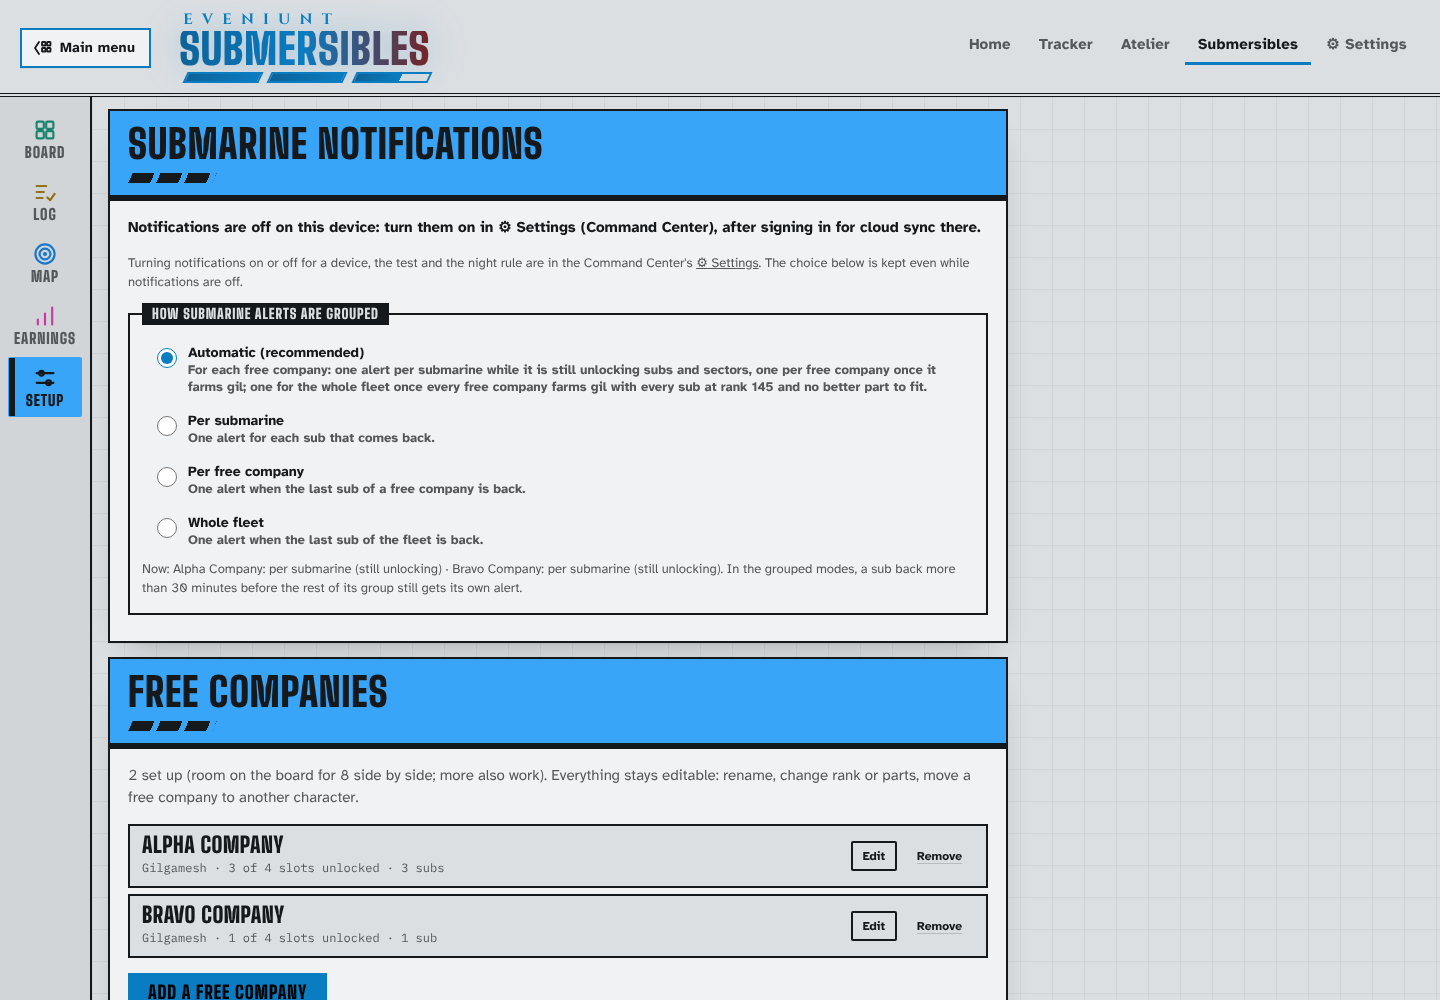 Main menu
EVENIUNT
SUBMERSIBLES
Home
Tracker
Atelier
Submersibles
⚙ Settings
BOARD
LOG
MAP
EARNINGS
SETUP
SUBMARINE NOTIFICATIONS
Notifications are off on this device: turn them on in ⚙ Settings (Command Center), after signing in for cloud sync there.
Turning notifications on or off for a device, the test and the night rule are in the Command Center's ⚙ Settings. The choice below is kept even while
notifications are off.
HOW SUBMARINE ALERTS ARE GROUPED
Automatic (recommended)
For each free company: one alert per submarine while it is still unlocking subs and sectors, one per free company once it
farms gil; one for the whole fleet once every free company farms gil with every sub at rank 145 and no better part to fit.
Per submarine
One alert for each sub that comes back.
Per free company
One alert when the last sub of a free company is back.
Whole fleet
One alert when the last sub of the fleet is back.
Now: Alpha Company: per submarine (still unlocking) · Bravo Company: per submarine (still unlocking). In the grouped modes, a sub back more
than 30 minutes before the rest of its group still gets its own alert.
FREE COMPANIES
2 set up (room on the board for 8 side by side; more also work). Everything stays editable: rename, change rank or parts, move a
free company to another character.
ALPHA COMPANY
Gilgamesh · 3 of 4 slots unlocked · 3 subs
Edit
Remove
BRAVO COMPANY
Gilgamesh · 1 of 4 slots unlocked · 1 sub
Edit
Remove
ADD A FREE COMPANY